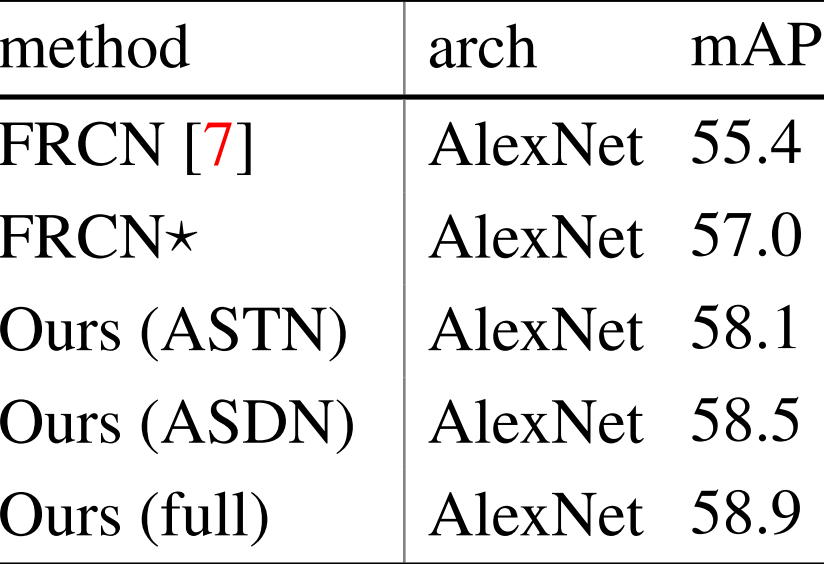 method arch mAP
FRCN [7] AlexNet 55.4
FRCN⋆ AlexNet 57.0
Ours (ASTN) AlexNet 58.1
Ours (ASDN) AlexNet 58.5
Ours (full) AlexNet 58.9